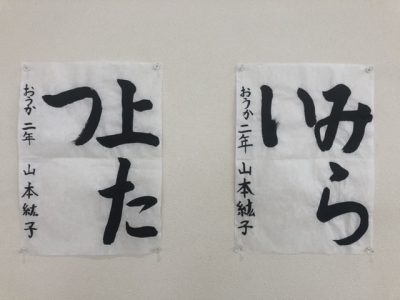 みら
い
おうか 二年 山本紘子
上た
つ
おうか 二年 山本紘子